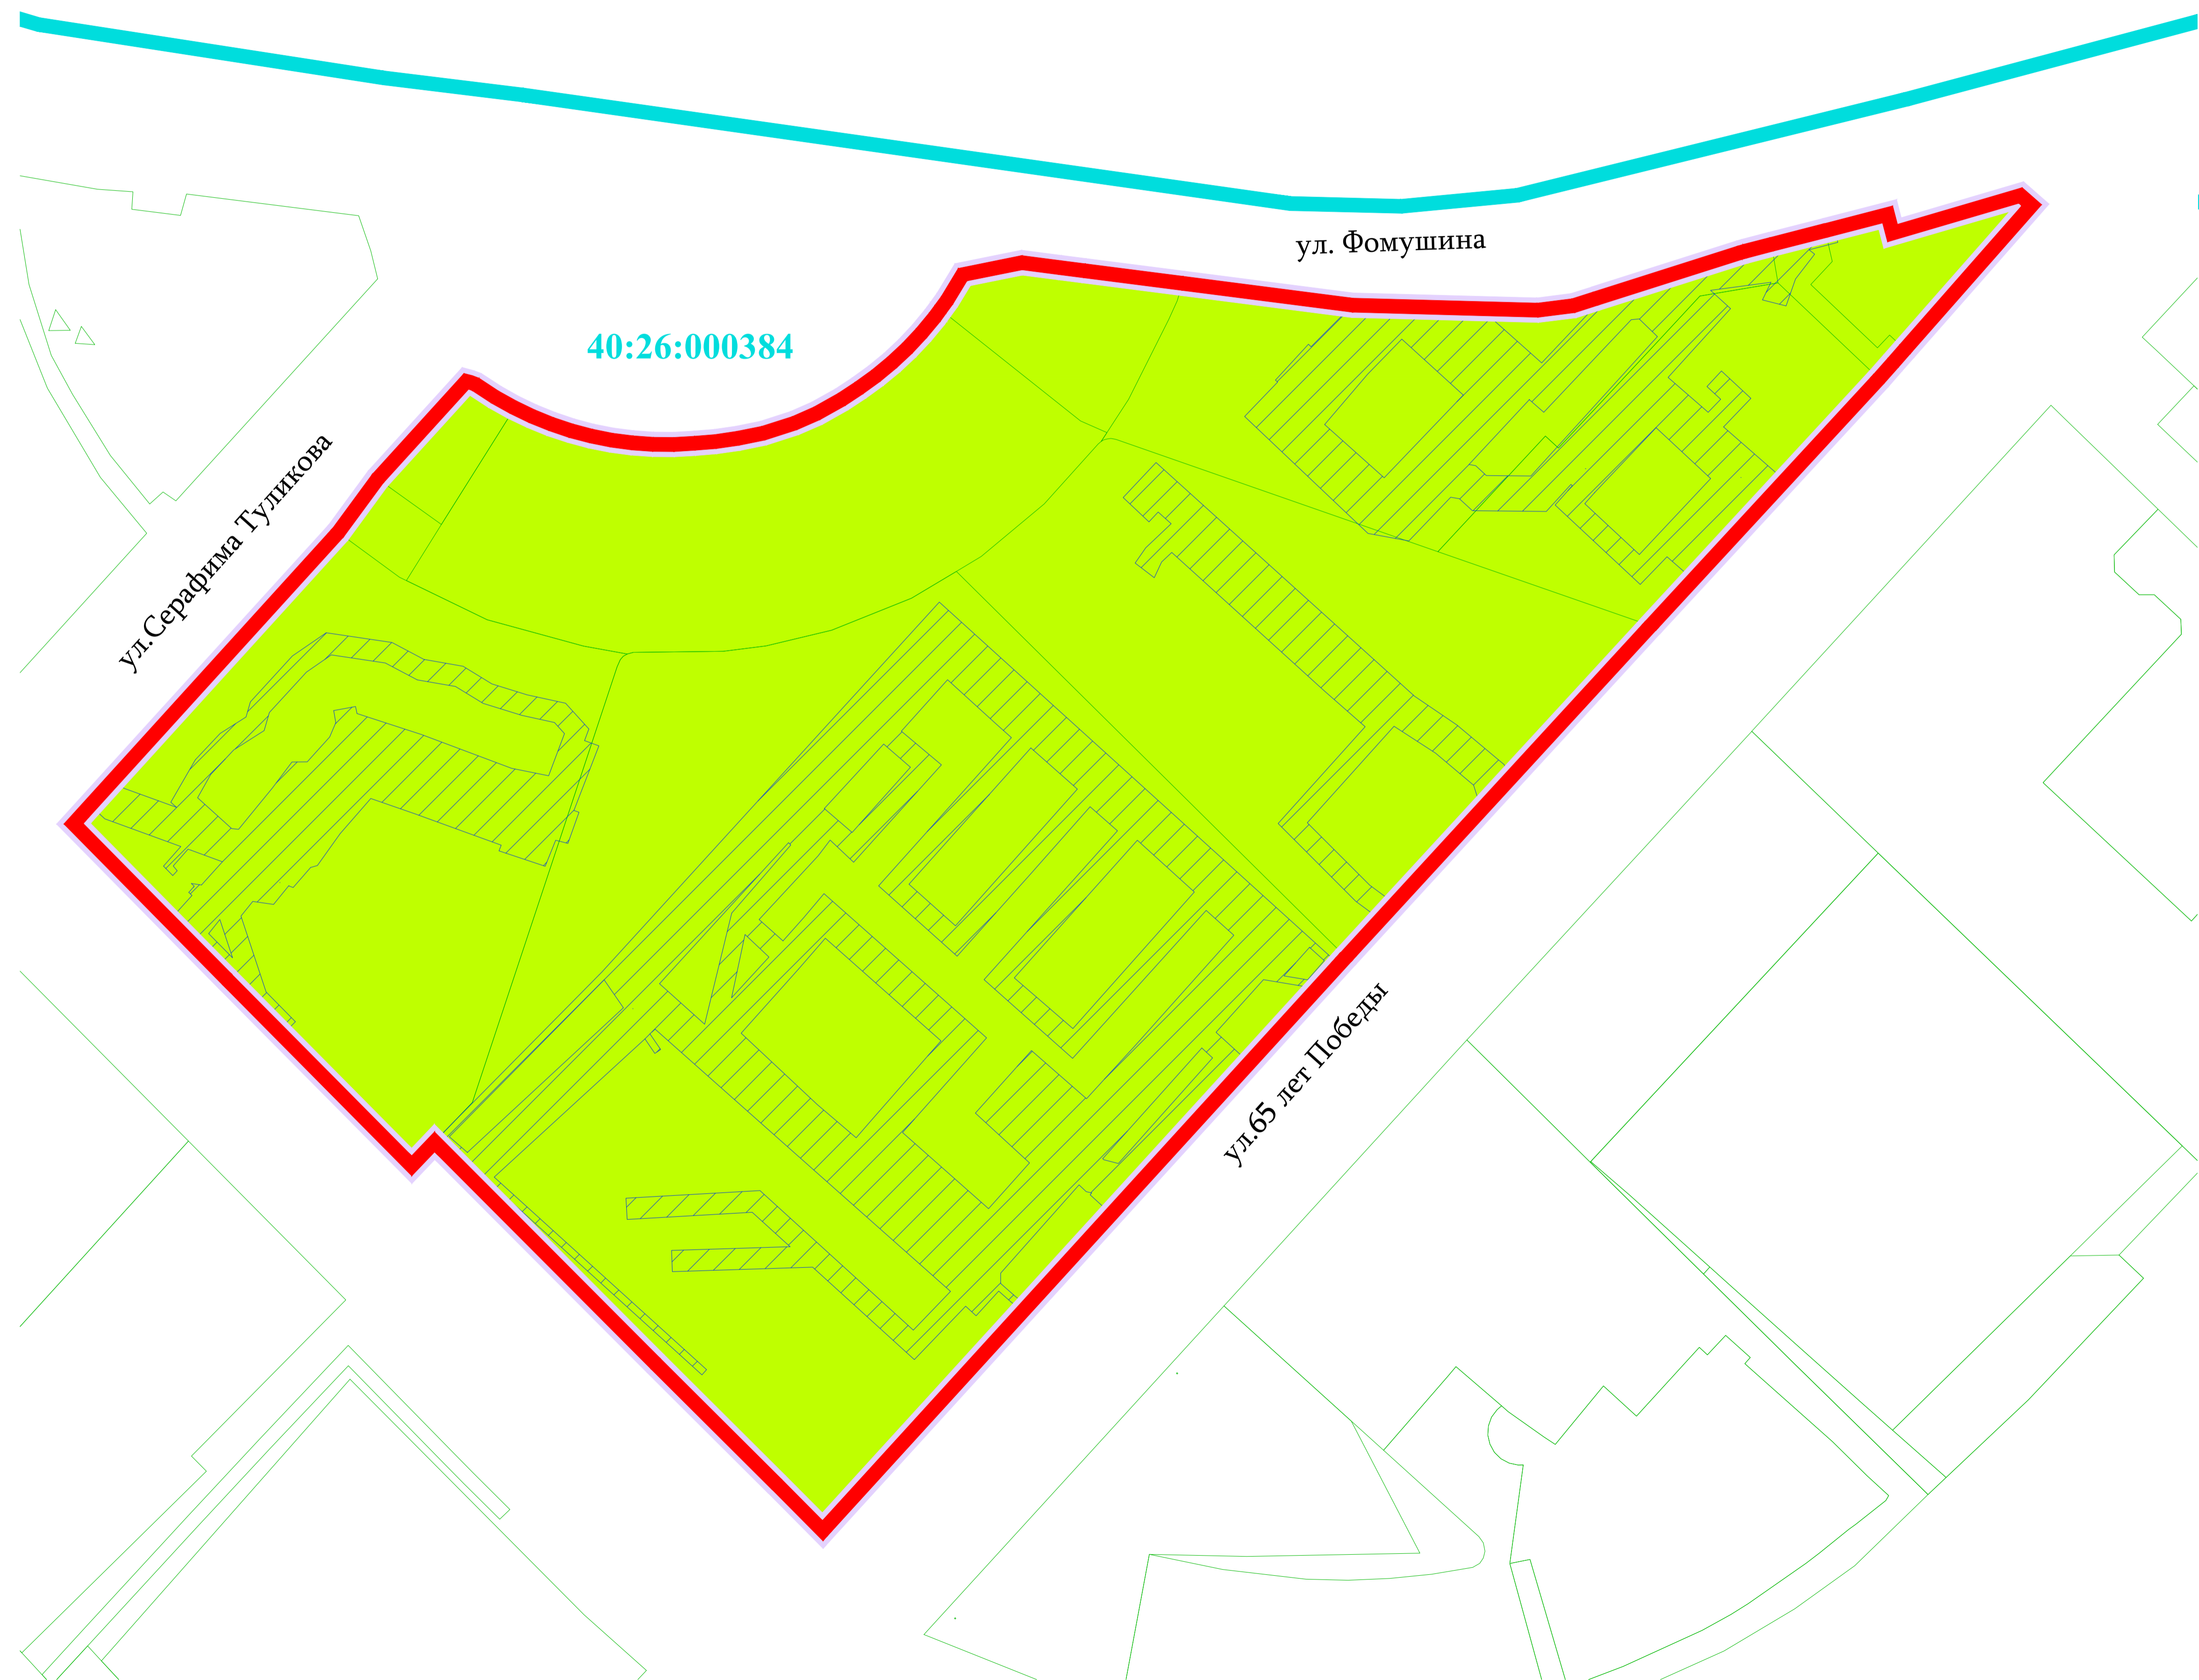 ул. Фомушина
40:26:000384
ул.Серафима Туликова
ул.65 лет Победы